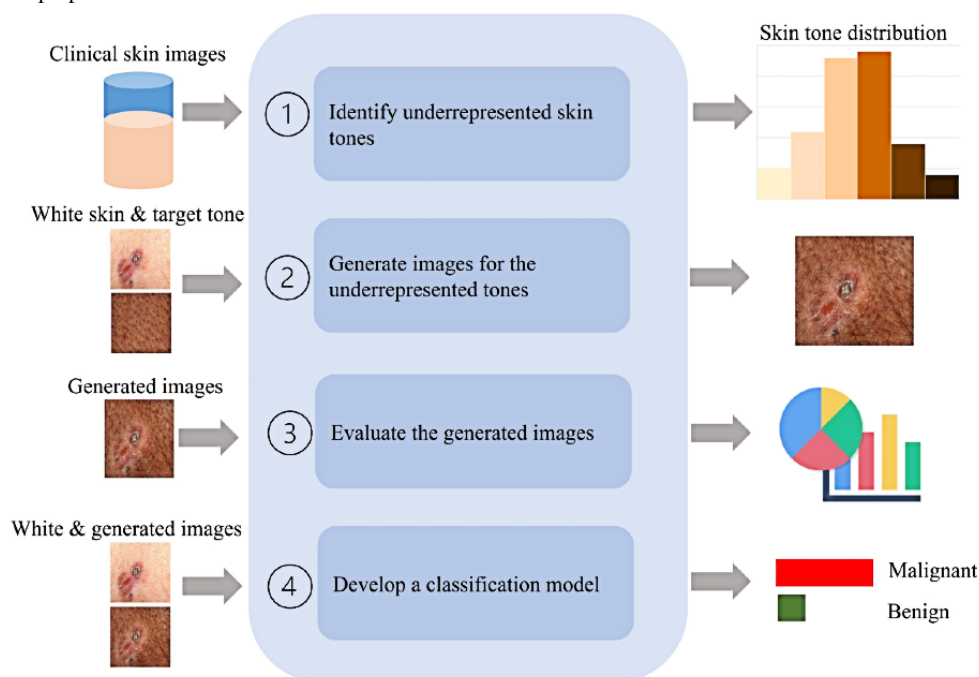 Clinical skin images
Skin tone distribution
1
Identify underrepresented skin
tones
White skin & target tone
2
Generate images for the
underrepresented tones
Generated images
3
Evaluate the generated images
White & generated images
4
Develop a classification model
Malignant
Benign